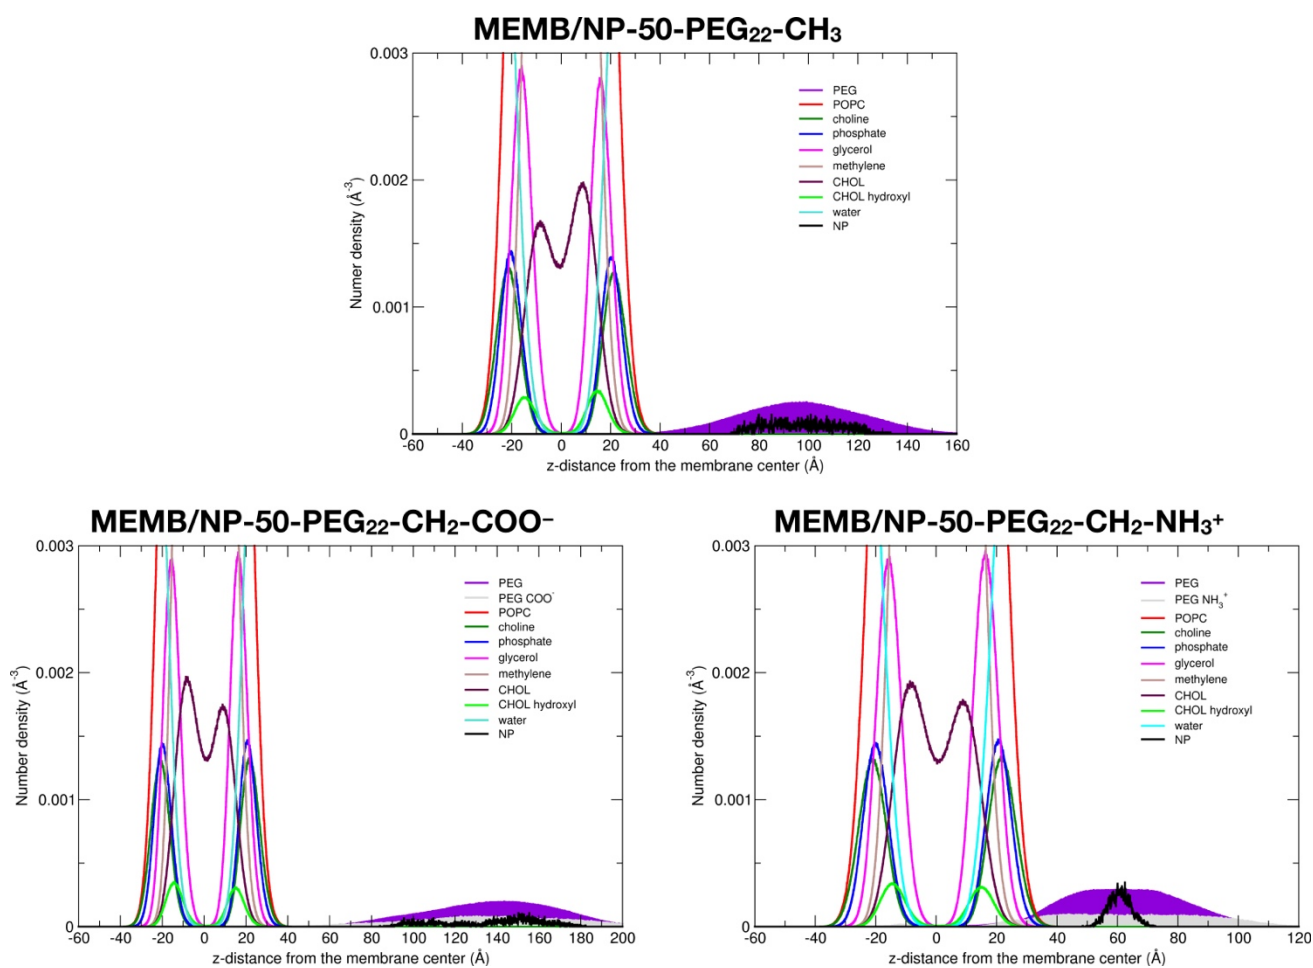 MEMB/NP-50-PEG₂₂-CH₃
0.003
0.002
0.001
0
Numer density (Å⁻³)
PEG
POPC
choline
phosphate
glycerol
methylene
CHOL
CHOL hydroxyl
water
NP
-60 -40 -20 0 20 40 60 80 100 120 140 160
z-distance from the membrane center (Å)
MEMB/NP-50-PEG₂₂-CH₂-COO⁻
0.003
0.002
0.001
0
Number density (Å⁻³)
PEG
PEG COO⁻
POPC
choline
phosphate
glycerol
methylene
CHOL
CHOL hydroxyl
water
NP
-60 -40 -20 0 20 40 60 80 100 120 140 160 180 200
z-distance from the membrane center (Å)
MEMB/NP-50-PEG₂₂-CH₂-NH₃⁺
0.003
0.002
0.001
0
Number density (Å⁻³)
PEG
PEG NH₃⁺
POPC
choline
phosphate
glycerol
methylene
CHOL
CHOL hydroxyl
water
NP
-60 -40 -20 0 20 40 60 80 100 120
z-distance from the membrane center (Å)